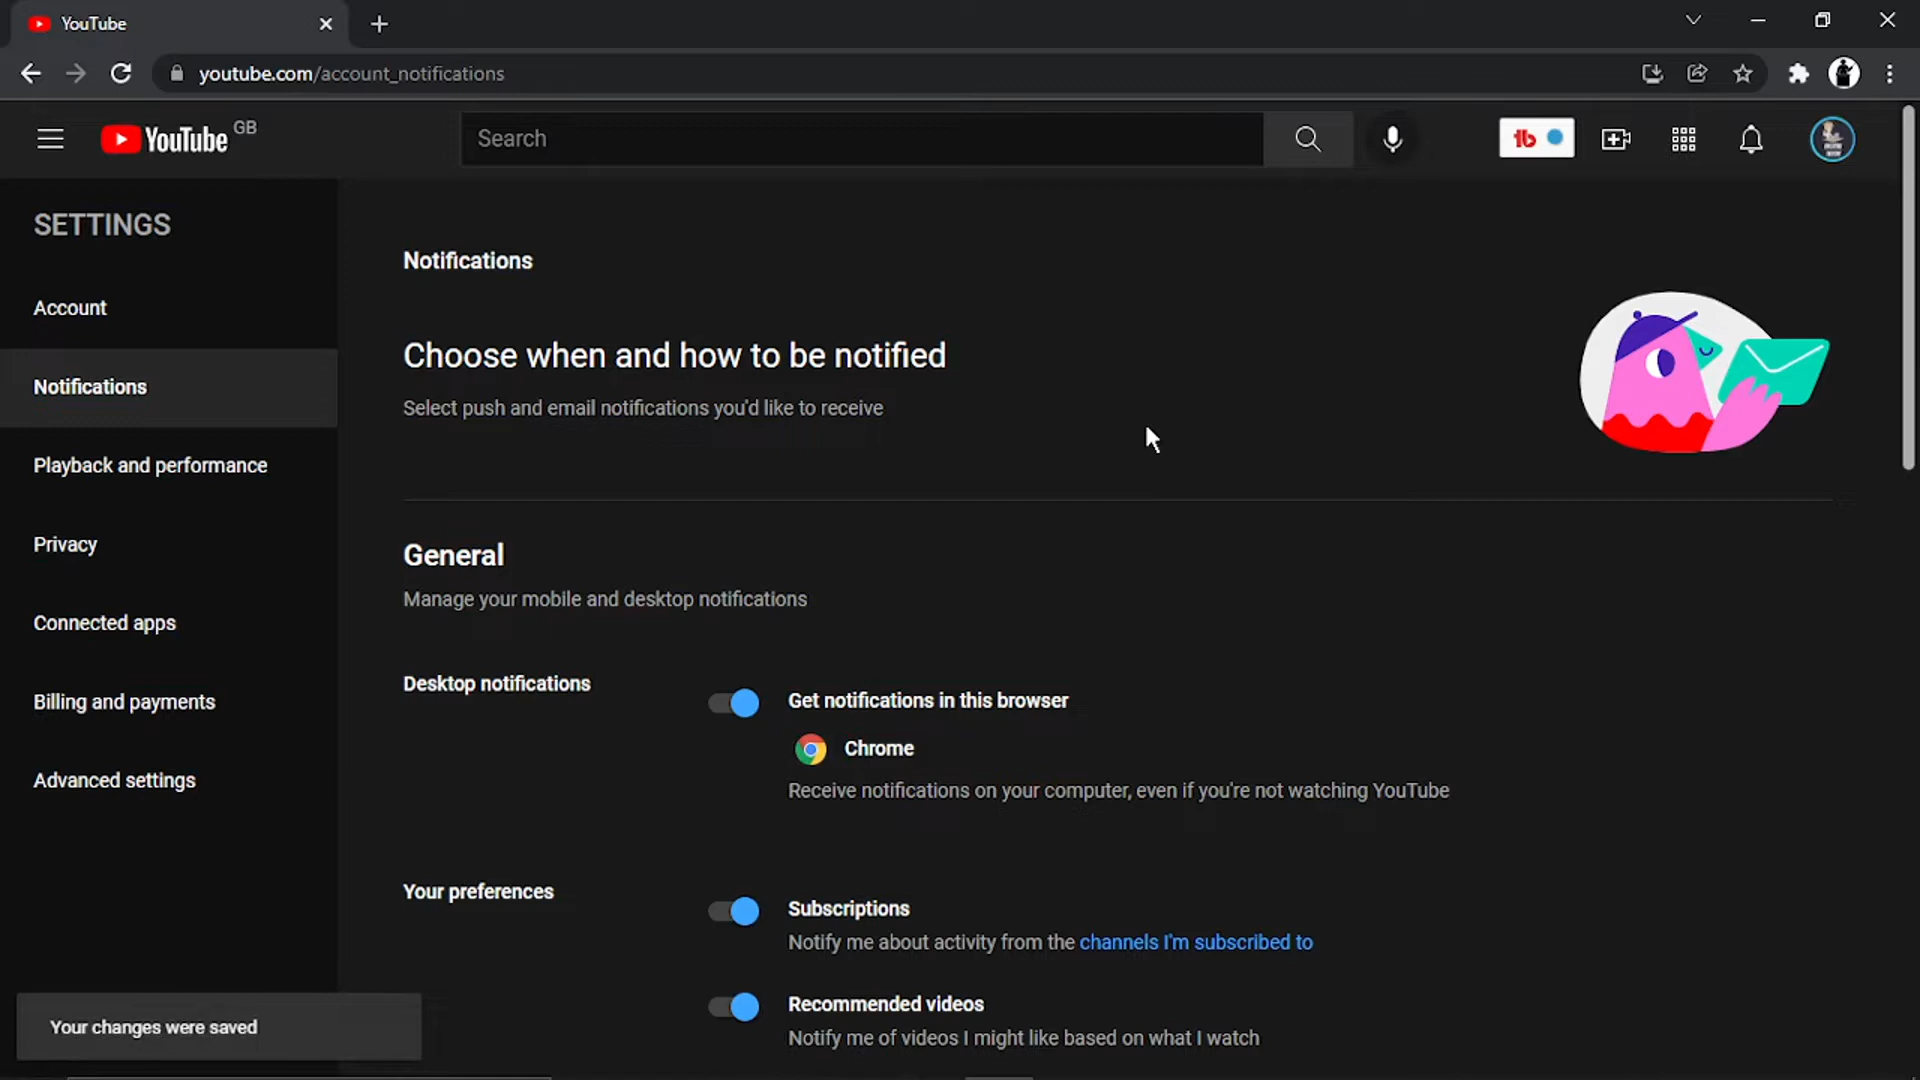 YouTube
youtube.com/account_notifications
YouTube GB
Search
tb
SETTINGS
Account
Notifications
Playback and performance
Privacy
Connected apps
Billing and payments
Advanced settings
Notifications
Choose when and how to be notified
Select push and email notifications you'd like to receive
General
Manage your mobile and desktop notifications
Desktop notifications
Get notifications in this browser
Chrome
Receive notifications on your computer, even if you're not watching YouTube
Your preferences
Subscriptions
Notify me about activity from the channels I'm subscribed to
Recommended videos
Notify me of videos I might like based on what I watch
Your changes were saved